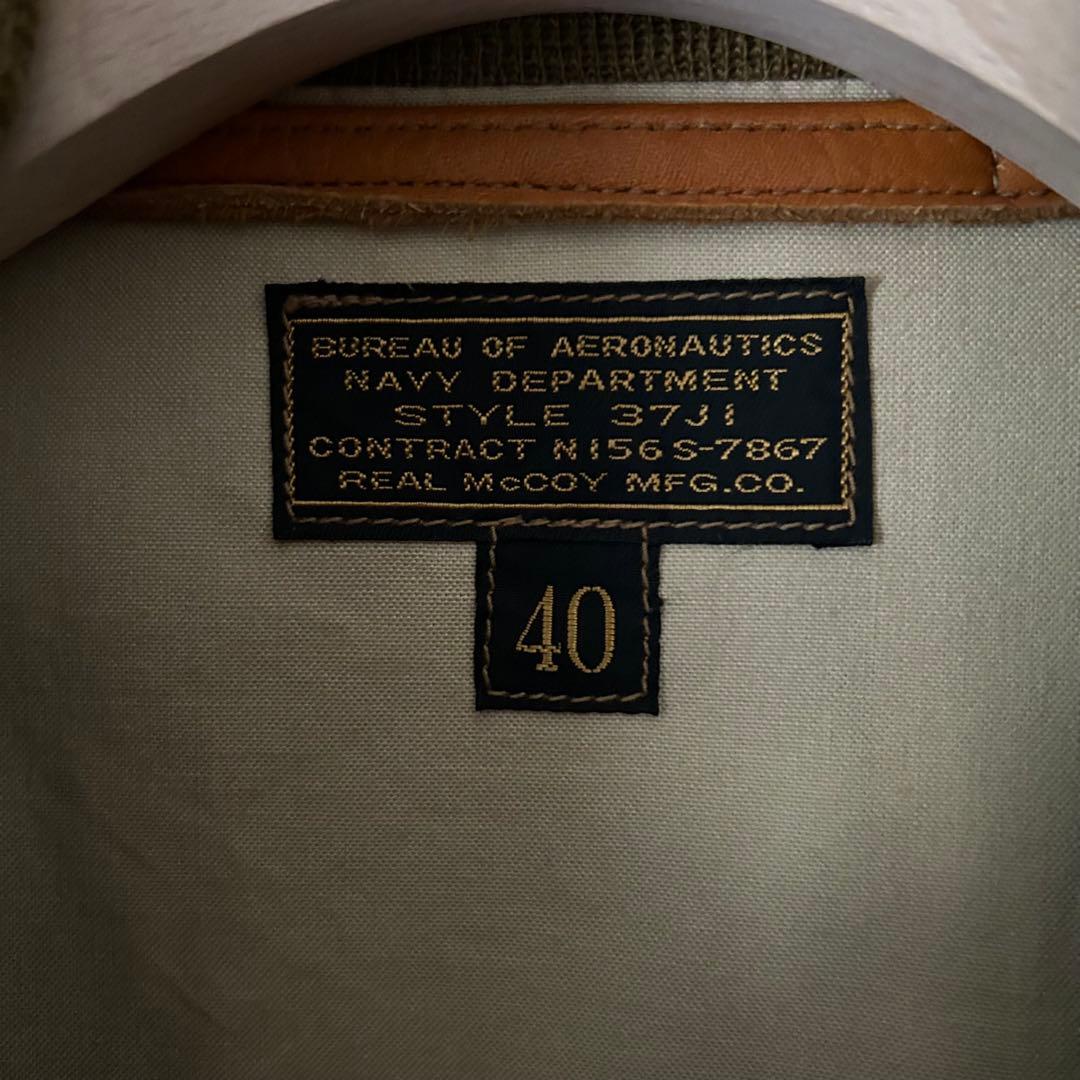 BUREAU OF AERONAUTICS
NAVY DEPARTMENT
STYLE 37J1
CONTRACT N156S-7867
REAL McCOY MFG.CO.
40